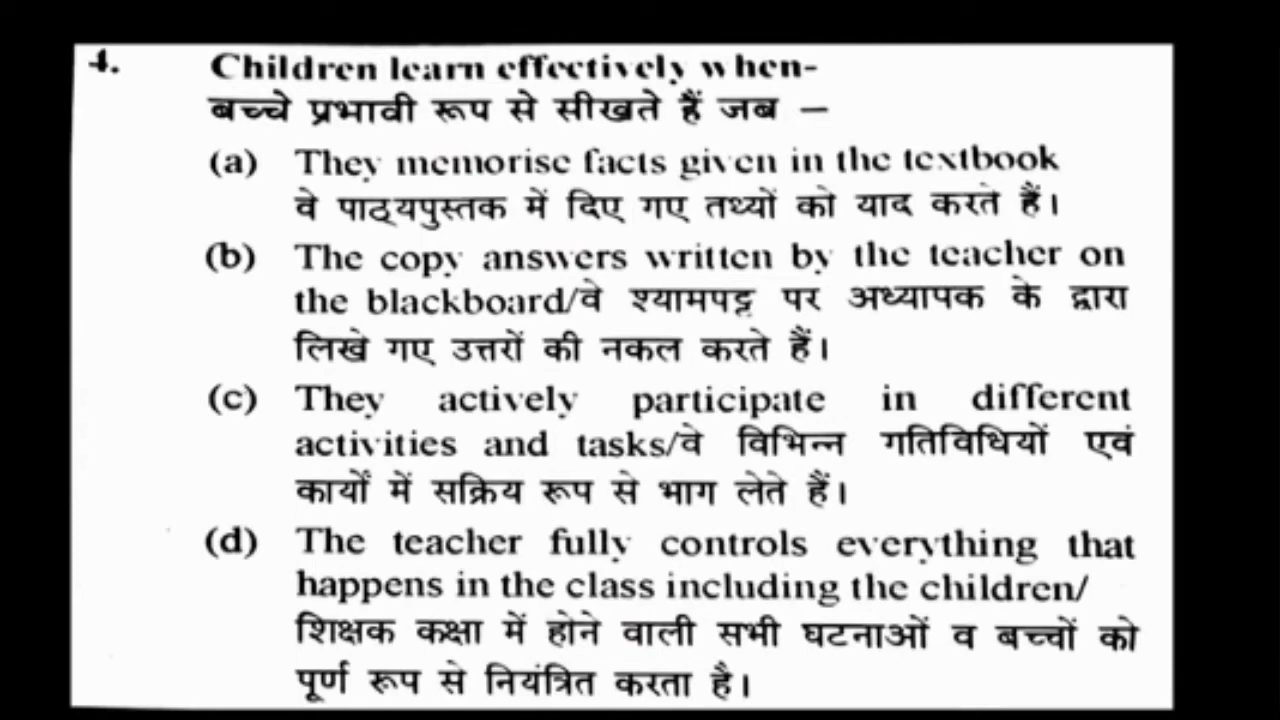 4. Children learn effectively when-
बच्चे प्रभावी रूप से सीखते हैं जब –
(a) They memorise facts given in the textbook
वे पाठ्यपुस्तक में दिए गए तथ्यों को याद करते हैं।
(b) The copy answers written by the teacher on
the blackboard/वे श्यामपट्ट पर अध्यापक के द्वारा
लिखे गए उत्तरों की नकल करते हैं।
(c) They actively participate in different
activities and tasks/वे विभिन्न गतिविधियों एवं
कार्यों में सक्रिय रूप से भाग लेते हैं।
(d) The teacher fully controls everything that
happens in the class including the children/
शिक्षक कक्षा में होने वाली सभी घटनाओं व बच्चों को
पूर्ण रूप से नियंत्रित करता है।